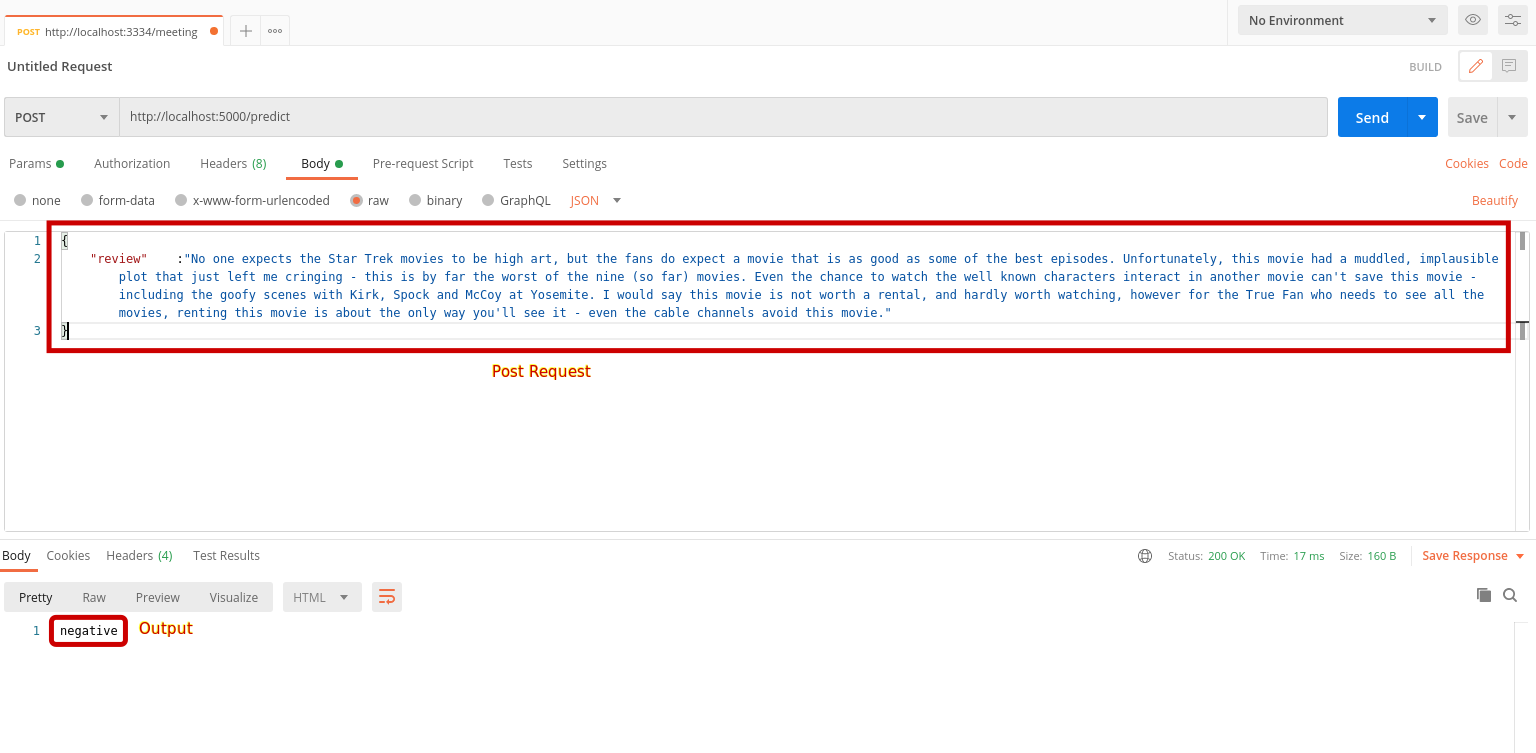 POST http://localhost:3334/meeting
No Environment
Untitled Request
BUILD
POST http://localhost:5000/predict Send Save
Params Authorization Headers (8) Body Pre-request Script Tests Settings Cookies Code
none form-data x-www-form-urlencoded raw binary GraphQL JSON Beautify
1 {
2 "review" :"No one expects the Star Trek movies to be high art, but the fans do expect a movie that is as good as some of the best episodes. Unfortunately, this movie had a muddled, implausible
plot that just left me cringing - this is by far the worst of the nine (so far) movies. Even the chance to watch the well known characters interact in another movie can't save this movie -
including the goofy scenes with Kirk, Spock and McCoy at Yosemite. I would say this movie is not worth a rental, and hardly worth watching, however for the True Fan who needs to see all the
movies, renting this movie is about the only way you'll see it - even the cable channels avoid this movie."
3 }
Post Request
Body Cookies Headers (4) Test Results Status: 200 OK Time: 17 ms Size: 160 B Save Response
Pretty Raw Preview Visualize HTML
1 negative Output